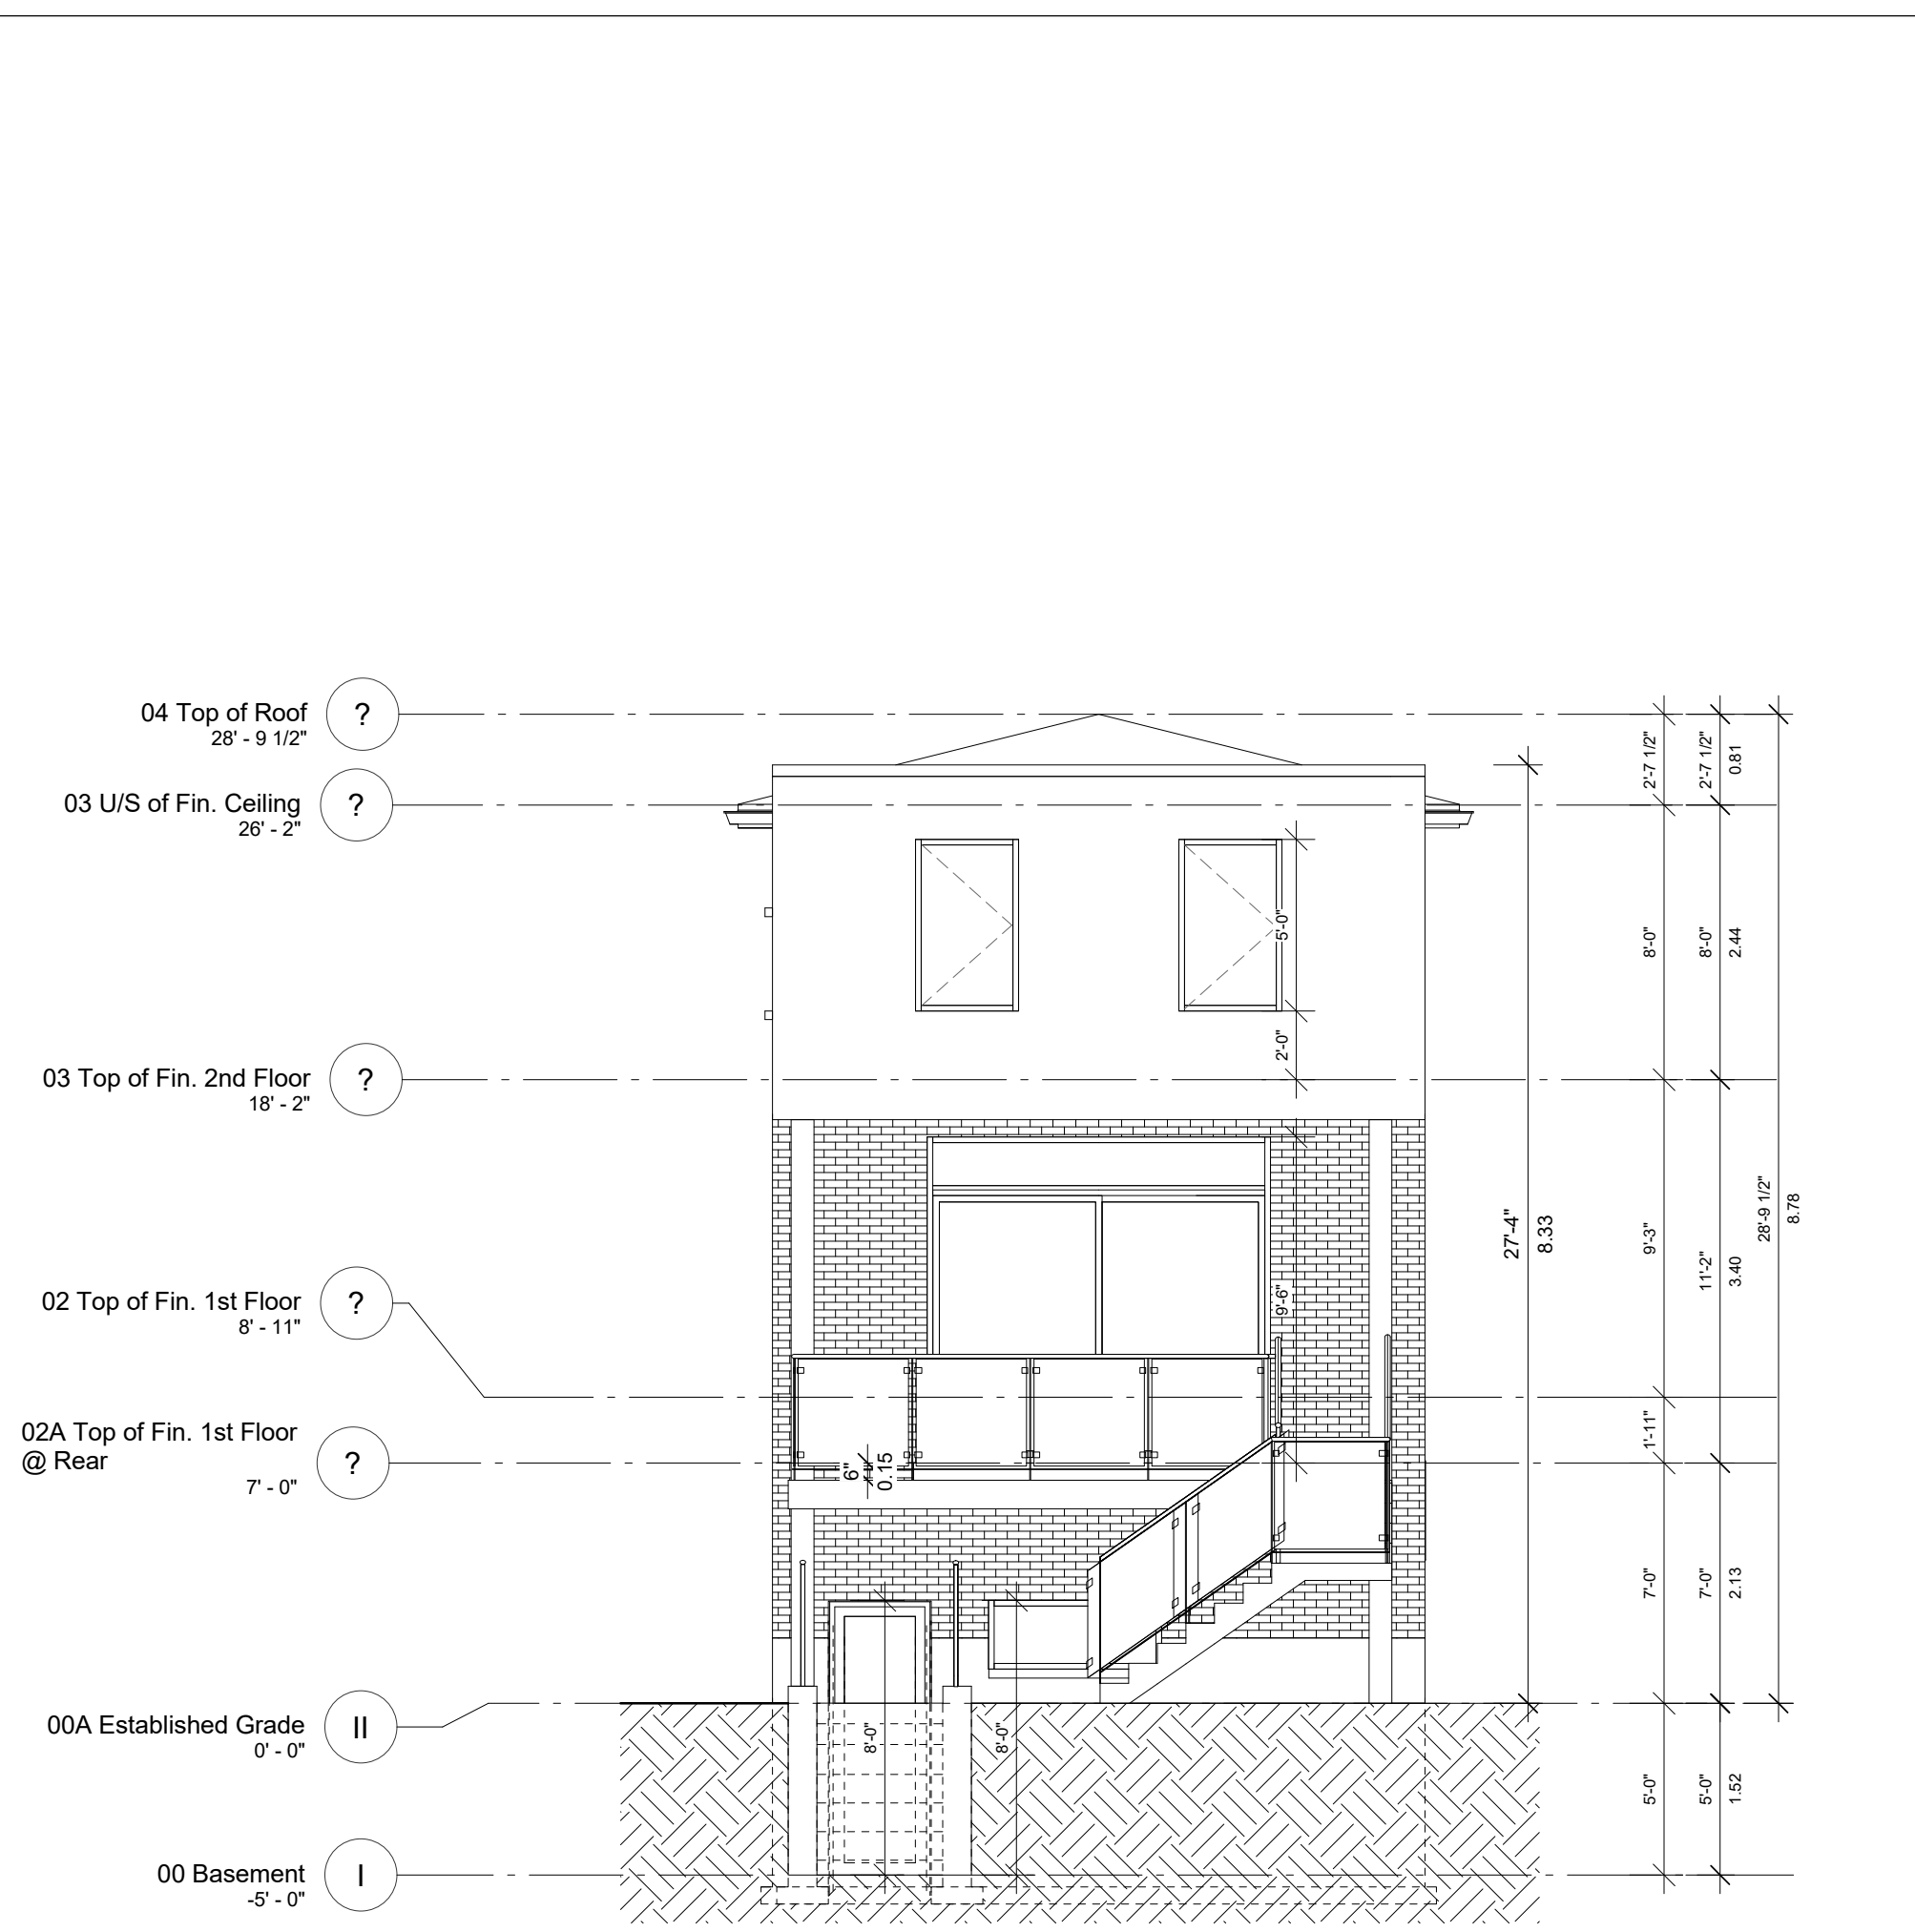 04 Top of Roof
28' - 9 1/2"
?
03 U/S of Fin. Ceiling
26' - 2"
?
03 Top of Fin. 2nd Floor
18' - 2"
?
02 Top of Fin. 1st Floor
8' - 11"
?
02A Top of Fin. 1st Floor
@ Rear
7' - 0"
?
00A Established Grade
0' - 0"
II
00 Basement
-5' - 0"
I
5'-0"
2'-0"
9'-6"
6"
0.15
8'-0"
8'-0"
27'-4"
8.33
2'-7 1/2"
8'-0"
9'-3"
1'-11"
7'-0"
5'-0"
2'-7 1/2"
0.81
8'-0"
2.44
11'-2"
3.40
7'-0"
2.13
5'-0"
1.52
28'-9 1/2"
8.78